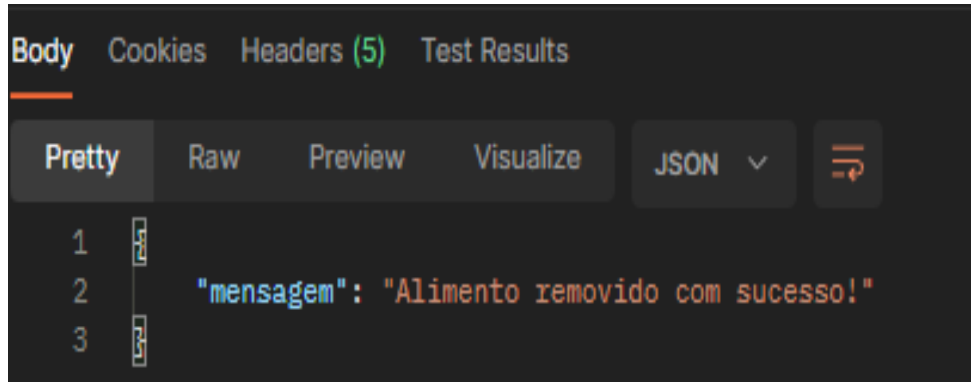 Body Cookies Headers (5) Test Results
Pretty Raw Preview Visualize JSON
1 {
2 "mensagem": "Alimento removido com sucesso!"
3 }